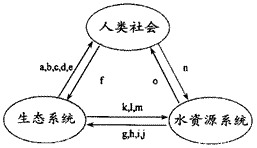 人类社会
a,b,c,d,e
f
o
n
生态系统
k,l,m
g,h,i,j
水资源系统